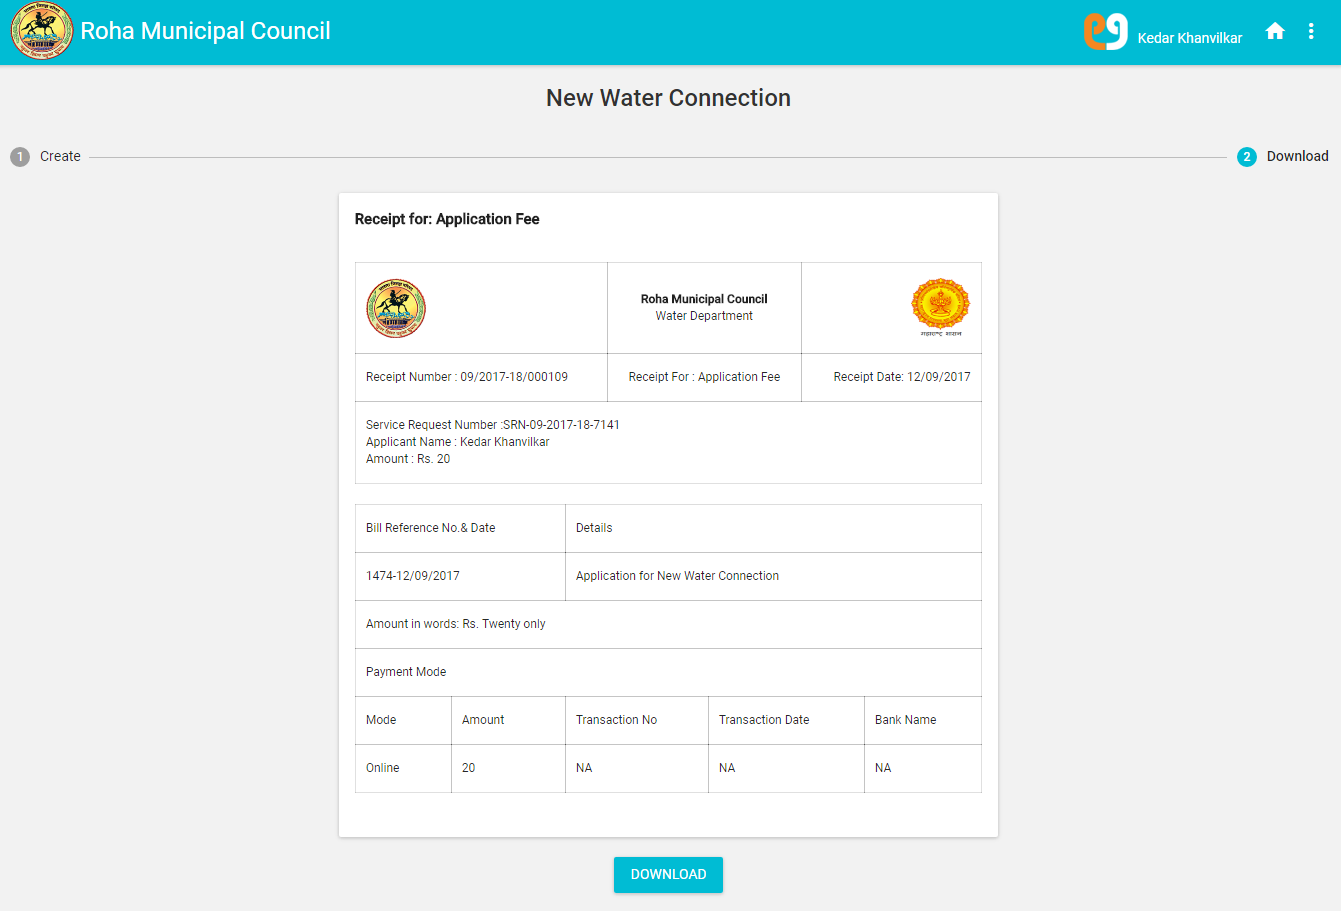 Roha Municipal Council
Kedar Khanvilkar
New Water Connection
1 Create
2 Download
Receipt for: Application Fee
Roha Municipal Council
Water Department
महाराष्ट्र शासन
Receipt Number : 09/2017-18/000109
Receipt For : Application Fee
Receipt Date: 12/09/2017
Service Request Number :SRN-09-2017-18-7141
Applicant Name : Kedar Khanvilkar
Amount : Rs. 20
Bill Reference No.& Date
Details
1474-12/09/2017
Application for New Water Connection
Amount in words: Rs. Twenty only
Payment Mode
Mode
Amount
Transaction No
Transaction Date
Bank Name
Online
20
NA
NA
NA
DOWNLOAD